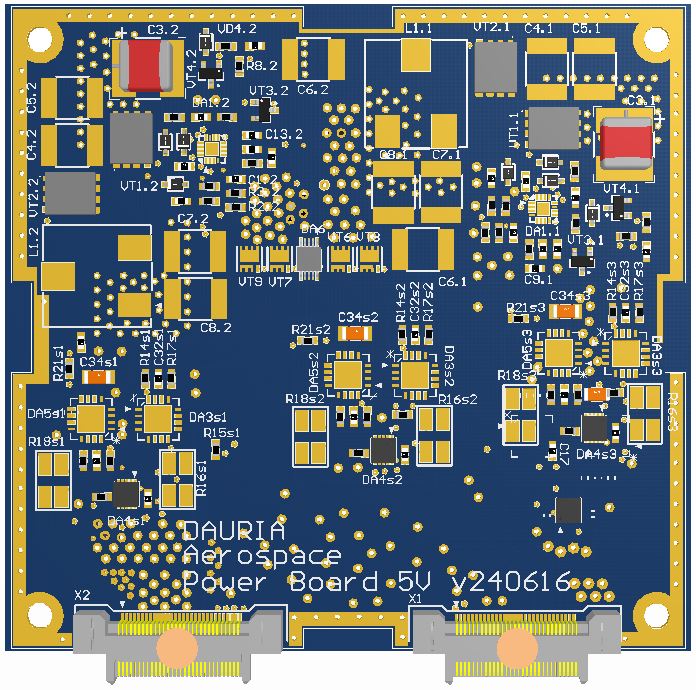 C3.2
VD4.2
L1.2
VT2.1
C4.1
C5.1
VT4.2
R8.2
C6.2
C5.2
VT3.2
C3.1
VT1.1
C13.2
C4.2
C8.1
C7.1
VT1.2
VT4.1
VT2.2
C7.2
DA1.1
L1.2
VT6
VT8
C9.1
VT9
VT7
C6.1
C8.2
R14s2
C32s2
R17s2
R14s3
C32s3
R17s3
C34s3
R21s3
C34s2
R21s2
R21s1
C34s1
R14s1
C32s1
R17s1
DA5s2
DA3s2
DA5s3
DA3s3
R18s2
R16s2
R18s3
R16s3
DA5s1
DA3s1
R18s1
R15s1
R16s1
DA4s2
DA4s3
DA4s1
DAURIA
Aerospace
Power Board 5V v240616
X2
X1